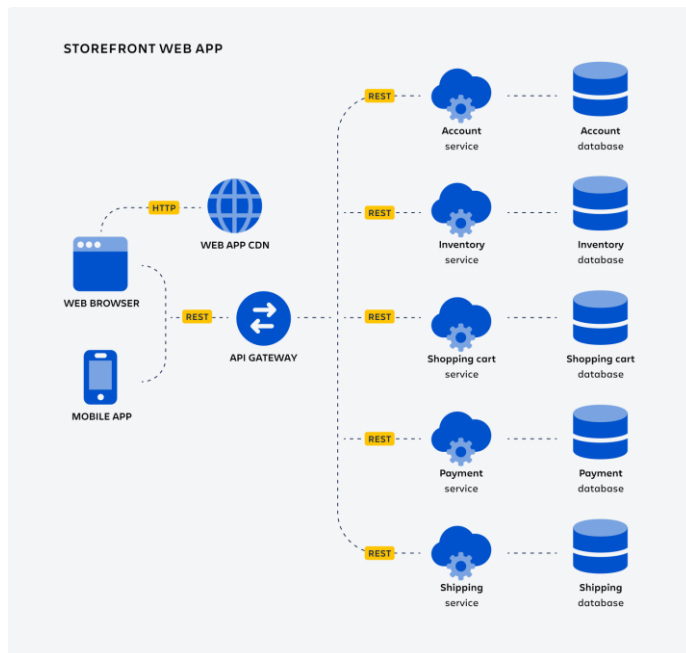 STOREFRONT WEB APP
REST
Account
service
Account
database
HTTP
WEB APP CDN
REST
Inventory
service
Inventory
database
WEB BROWSER
REST
API GATEWAY
REST
Shopping cart
service
Shopping cart
database
MOBILE APP
REST
Payment
service
Payment
database
REST
Shipping
service
Shipping
database